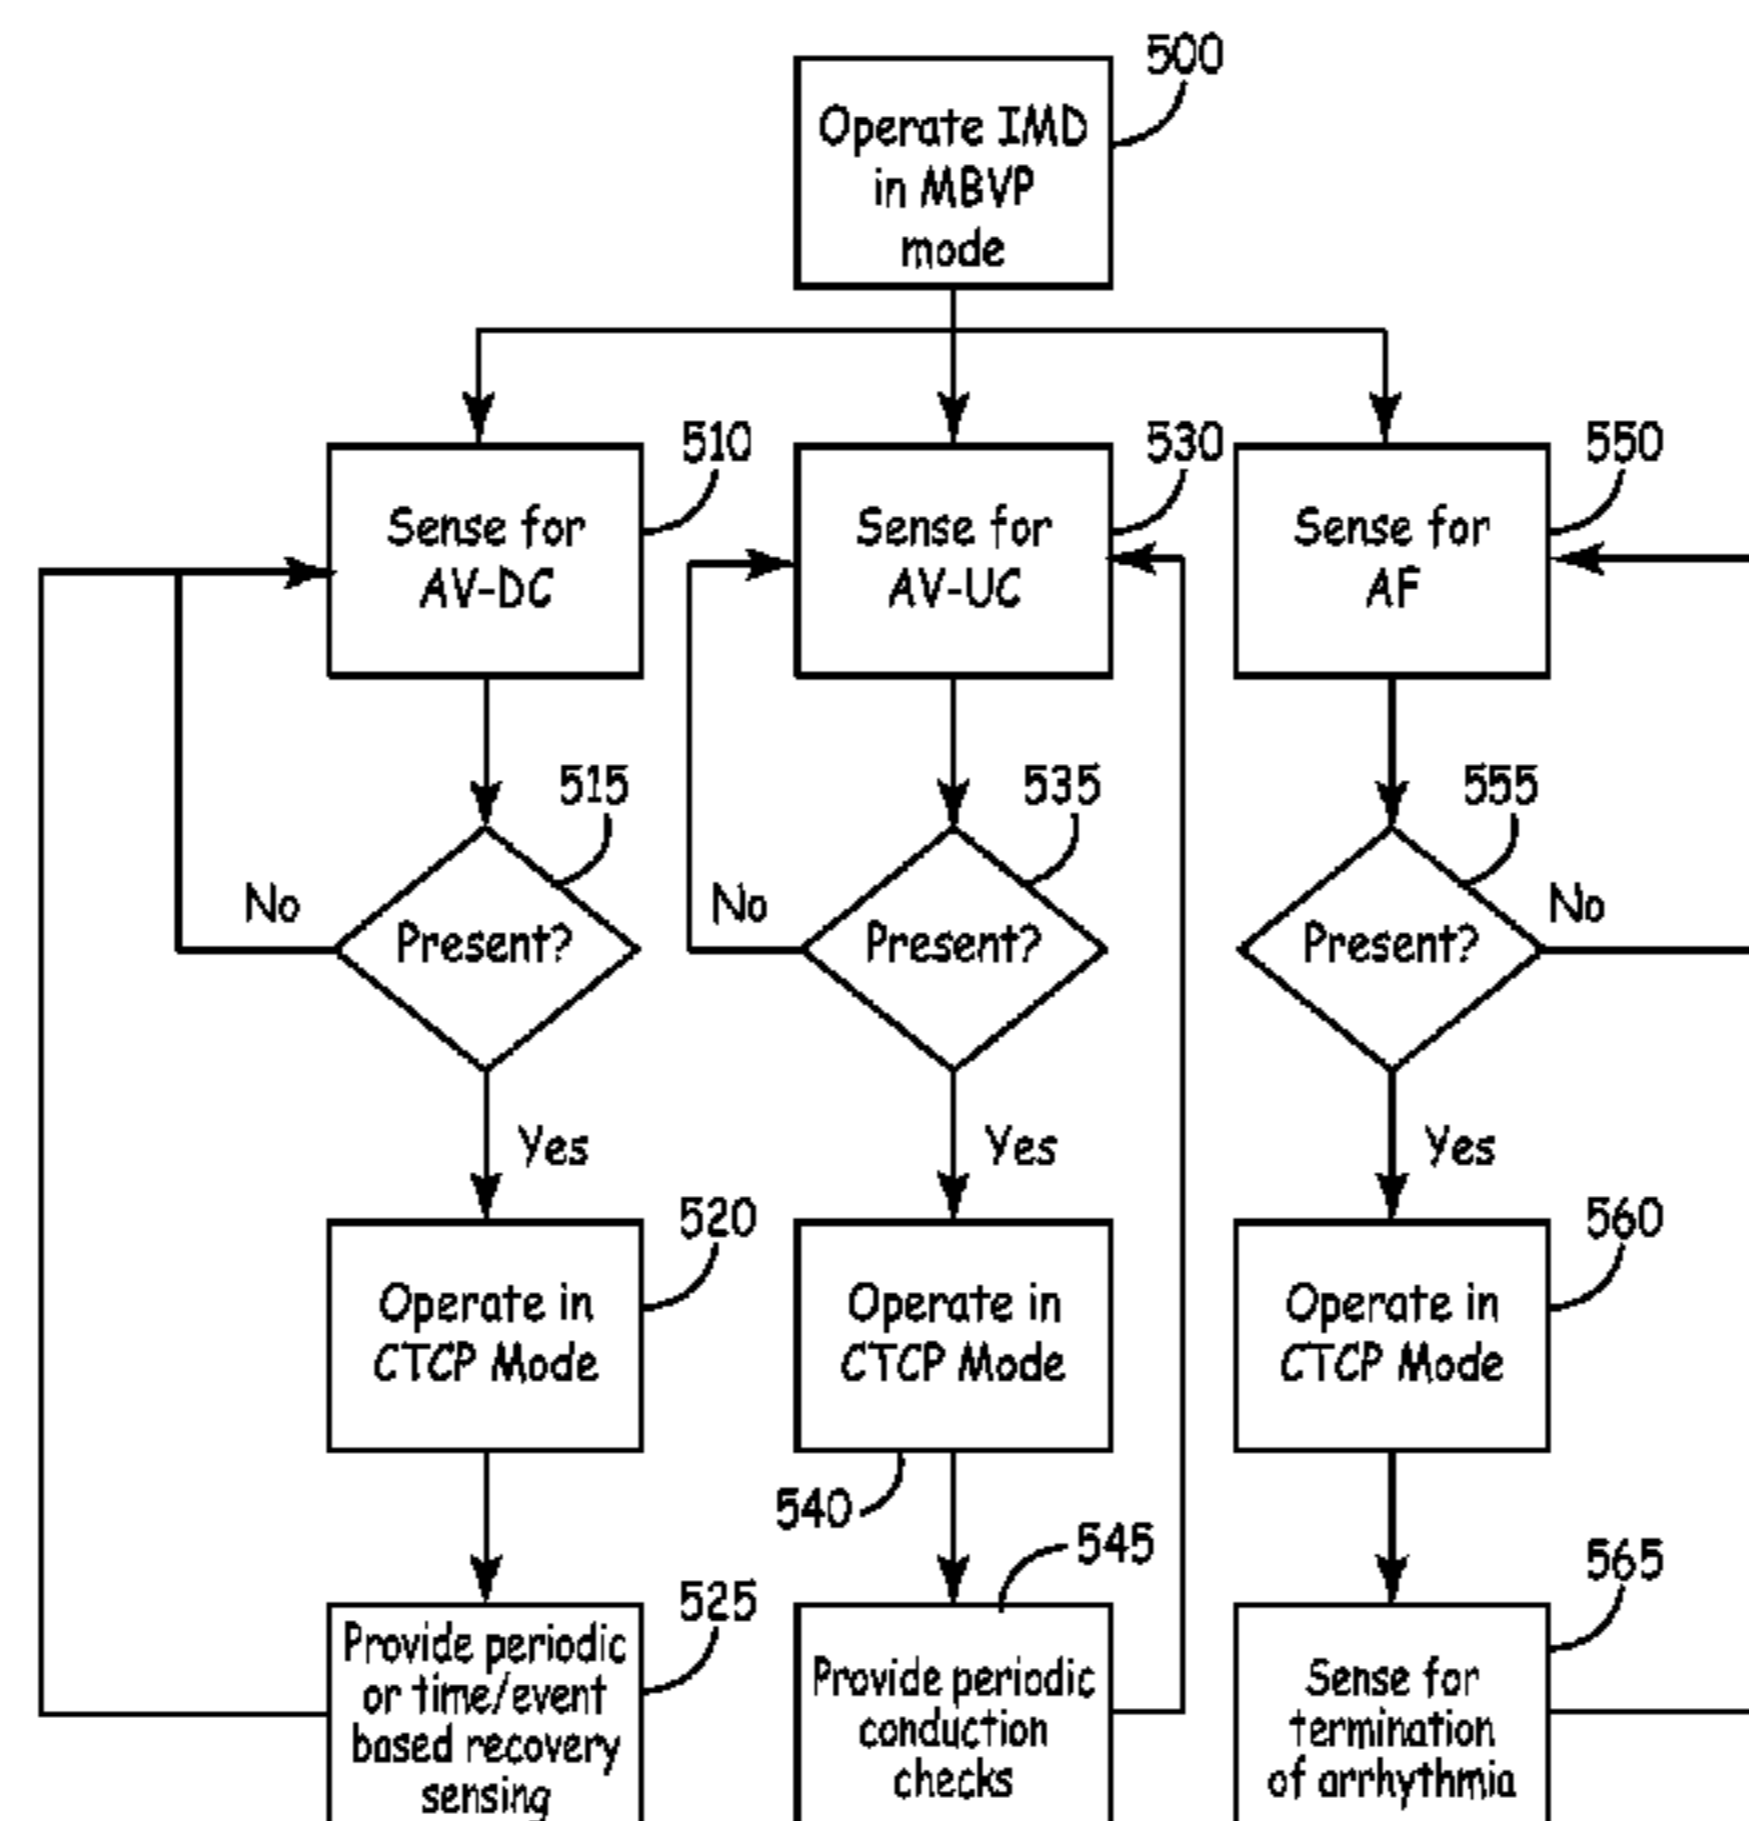 500
Operate IMD
in MBVP
mode
510
Sense for
AV-DC
530
Sense for
AV-UC
550
Sense for
AF
515
Present?
No
Yes
535
Present?
No
Yes
555
Present?
No
Yes
520
Operate in
CTCP Mode
Operate in
CTCP Mode
540
560
Operate in
CTCP Mode
525
Provide periodic
or time/event
based recovery
sensing
545
Provide periodic
conduction
checks
565
Sense for
termination
of arrhythmia